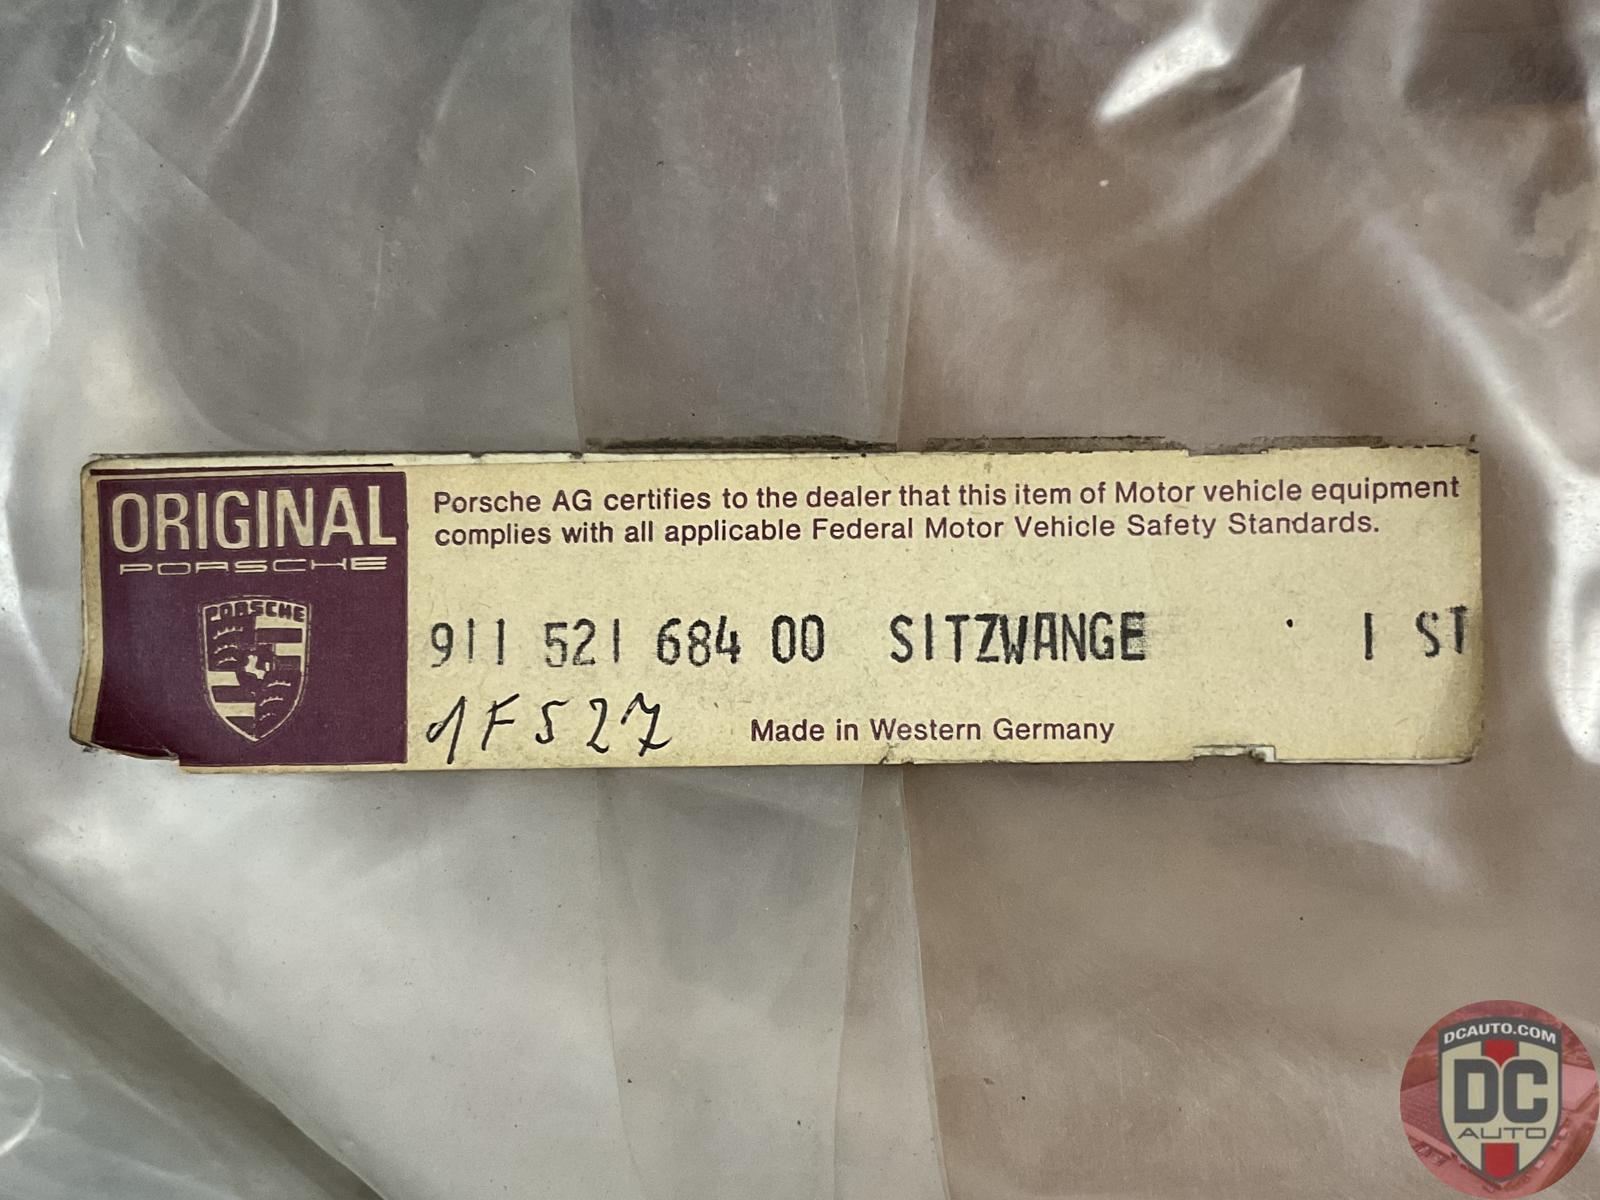 ORIGINAL
PORSCHE
PORSCHE
Porsche AG certifies to the dealer that this item of Motor vehicle equipment
complies with all applicable Federal Motor Vehicle Safety Standards.
911 521 684 00 SITZWANGE 1 ST
1F527
Made in Western Germany
DCAUTO.COM
DC
AUTO